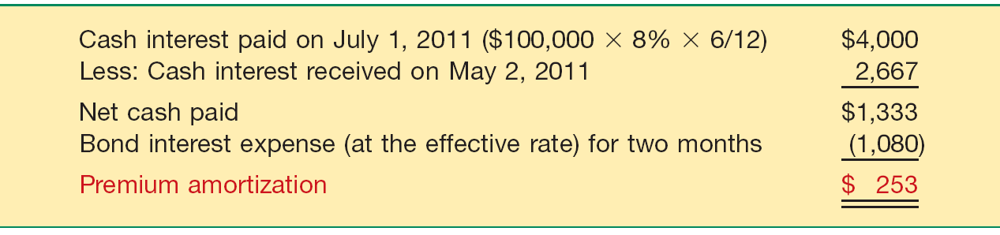 Cash interest paid on July 1, 2011 ($100,000 × 8% × 6/12) $4,000
Less: Cash interest received on May 2, 2011 2,667
Net cash paid $1,333
Bond interest expense (at the effective rate) for two months (1,080)
Premium amortization $ 253